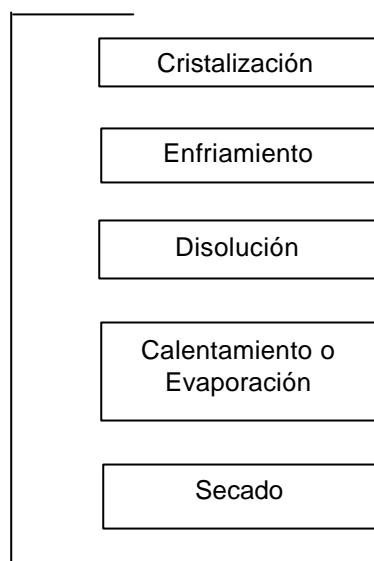 Cristalización
Enfriamiento
Disolución
Calentamiento o
Evaporación
Secado